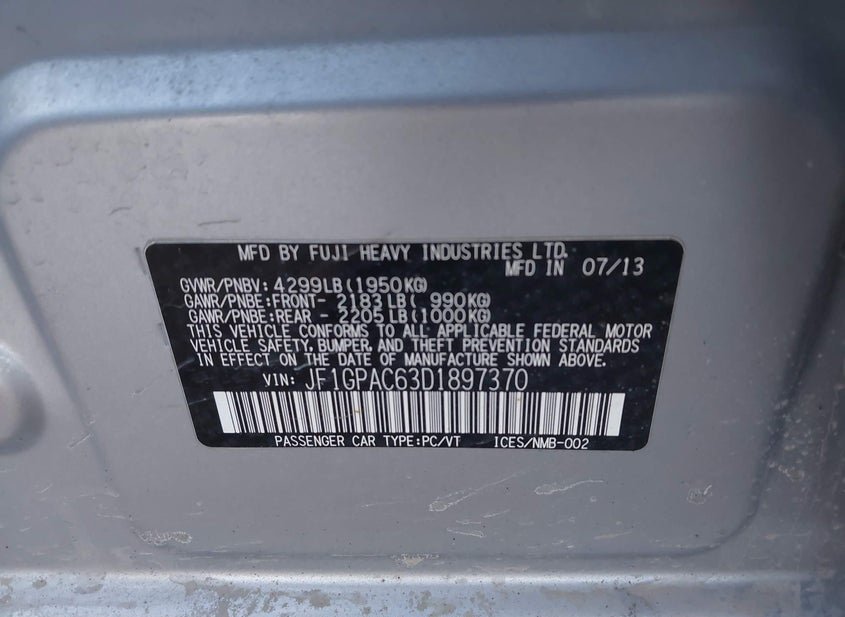 MFD BY FUJI HEAVY INDUSTRIES LTD.
MFD IN 07/13
GVWR/PNBV: 4299LB(1950KG)
GAWR/PNBE:FRONT- 2183LB( 990KG)
GAWR/PNBE:REAR - 2205LB(1000KG)
THIS VEHICLE CONFORMS TO ALL APPLICABLE FEDERAL MOTOR
VEHICLE SAFETY, BUMPER, AND THEFT PREVENTION STANDARDS
IN EFFECT ON THE DATE OF MANUFACTURE SHOWN ABOVE.
VIN: JF1GPAC63D1897370
PASSENGER CAR TYPE:PC/VT ICES/NMB-002